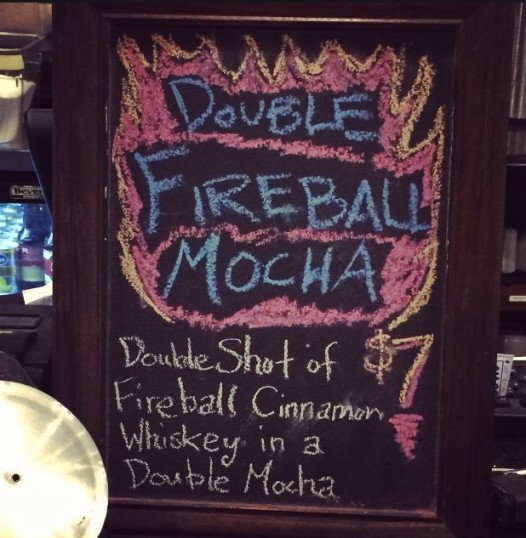 DOUBLE
FIREBALL
MOCHA
Double Shot of
Fireball Cinnamon
Whiskey in a
Double Mocha
$7